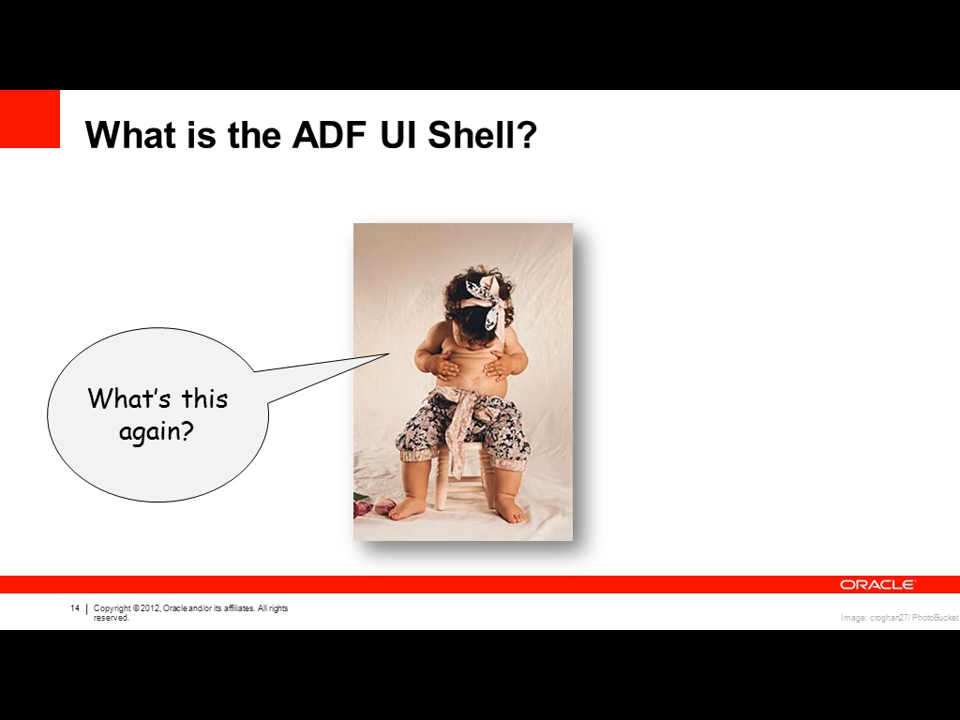 What is the ADF UI Shell?
What's this
again?
ORACLE
14
Copyright © 2012, Oracle and/or its affiliates. All rights
reserved.
Image: croghan27/ PhotoBucket